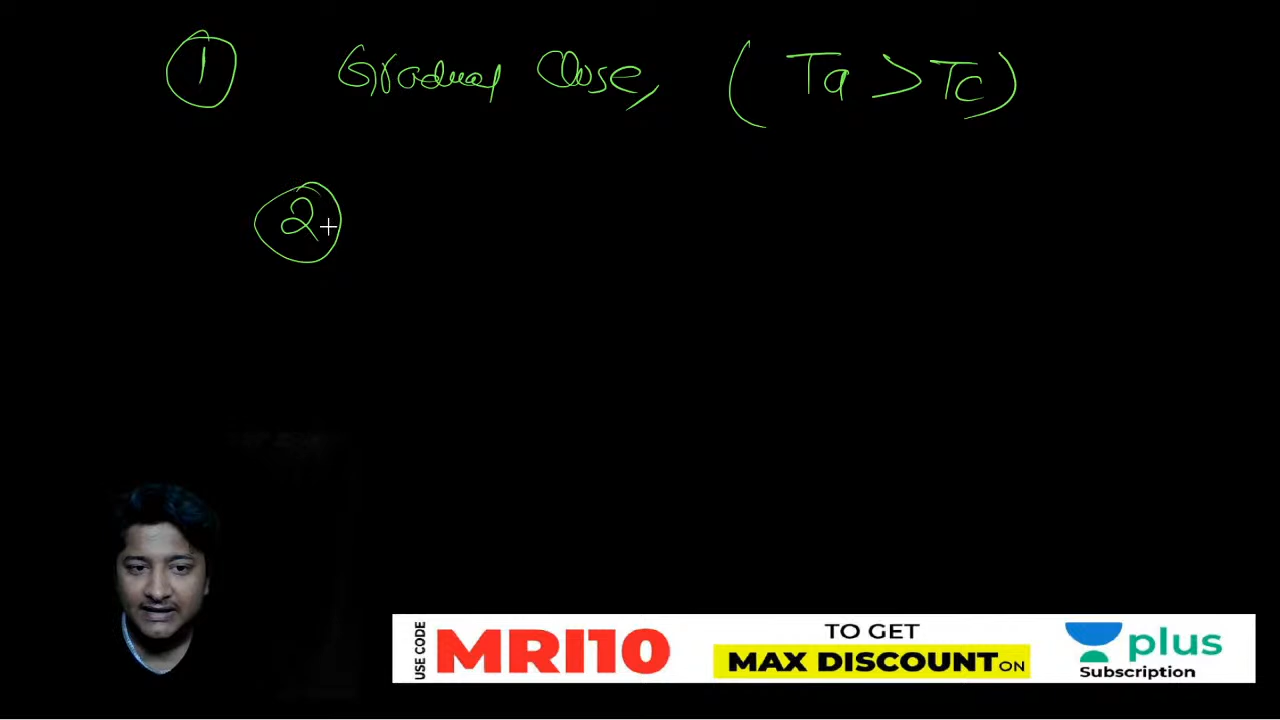 1 Gradual Close, (Ta > Tc)
2
USE CODE MRI10
TO GET
MAX DISCOUNT ON
plus
Subscription